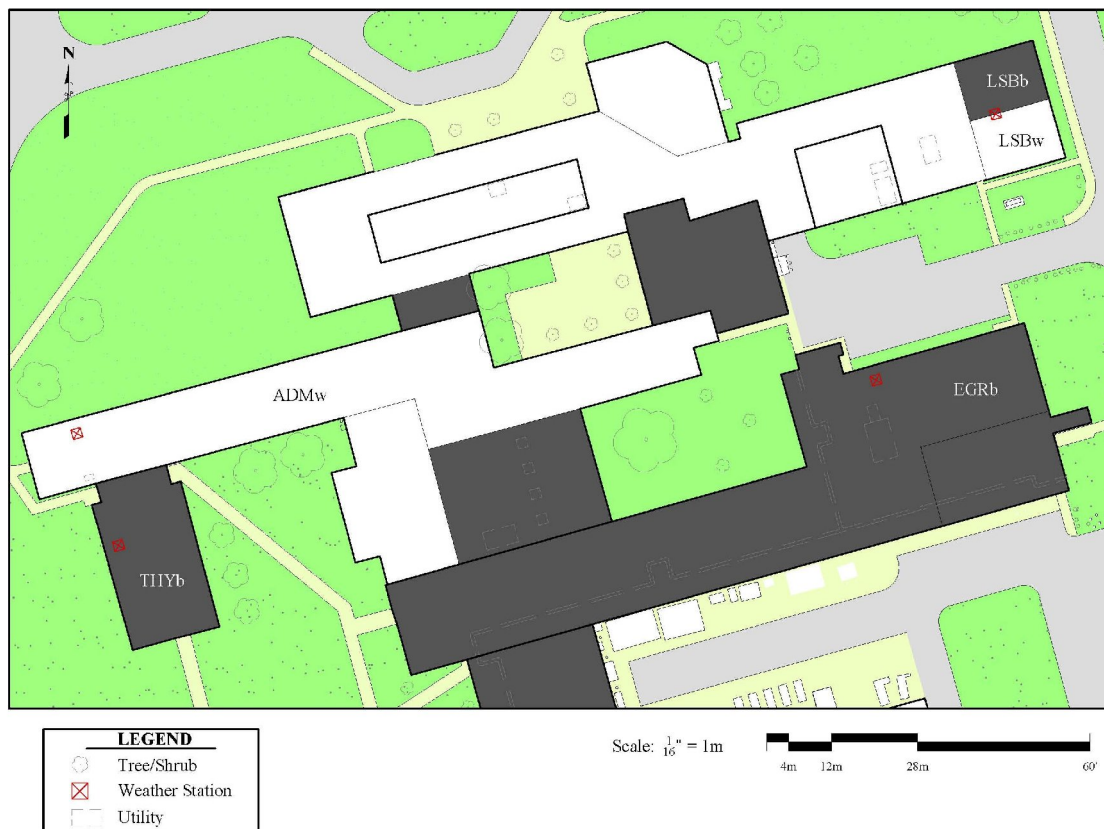 N
LSBb
LSBw
ADMw
EGRb
THYb
LEGEND
Tree/Shrub
Weather Station
Utility
Scale: 1/16" = 1m
4m 12m 28m 60'